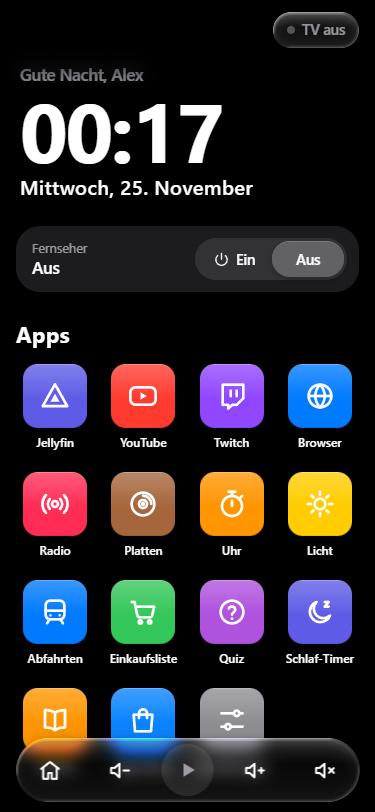 TV aus
Gute Nacht, Alex
00:17
Mittwoch, 25. November
Fernseher
Aus
Ein
Aus
Apps
Jellyfin YouTube Twitch Browser
Radio Platten Uhr Licht
Abfahrten Einkaufsliste Quiz Schlaf-Timer